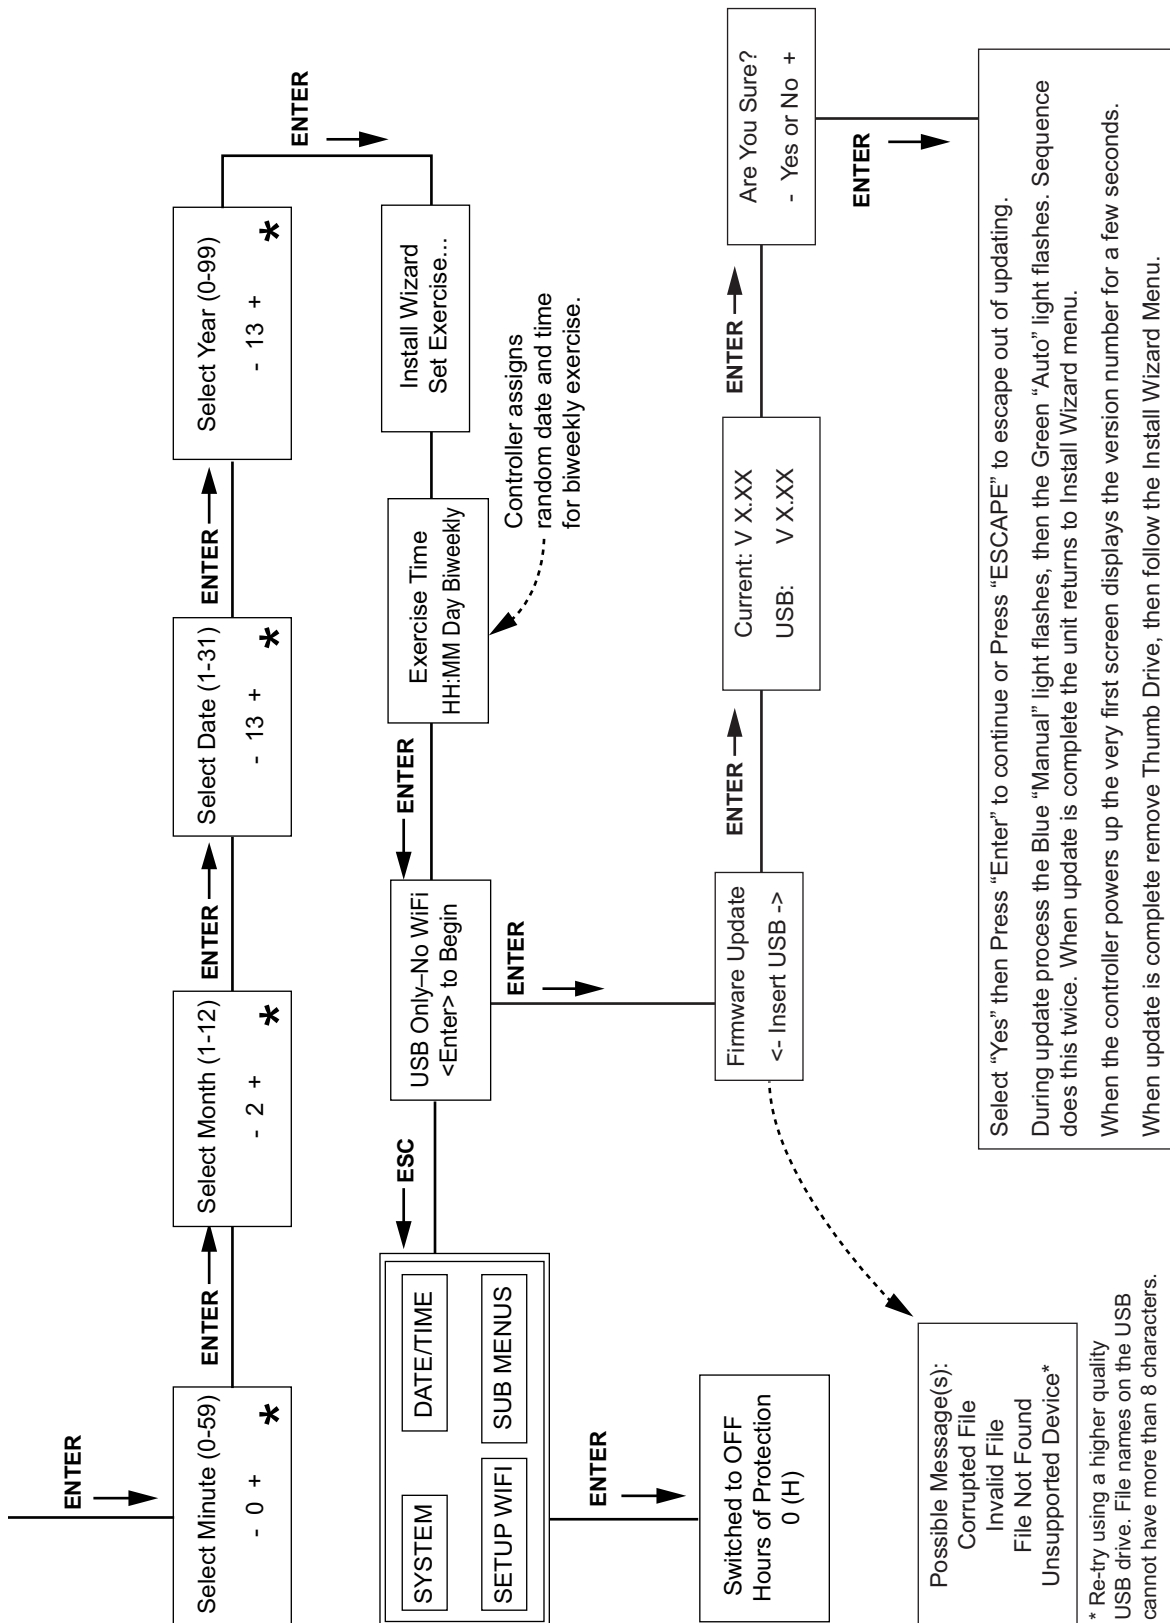 ENTER
Select Minute (0-59)
- 0 +
*
ENTER
Select Month (1-12)
- 2 +
*
ENTER
Select Date (1-31)
- 13 +
*
ENTER
Select Year (0-99)
- 13 +
*
ENTER
Install Wizard
Set Exercise...
Exercise Time
HH:MM Day Biweekly
Controller assigns
random date and time
for biweekly exercise.
ENTER
USB Only–No WiFi
<Enter> to Begin
ESC
SYSTEM
DATE/TIME
SETUP WIFI
SUB MENUS
ENTER
Switched to OFF
Hours of Protection
0 (H)
ENTER
Firmware Update
<- Insert USB ->
ENTER
Current: V X.XX
USB: V X.XX
ENTER
Are You Sure?
- Yes or No +
ENTER
Possible Message(s):
Corrupted File
Invalid File
File Not Found
Unsupported Device*
* Re-try using a higher quality
USB drive. File names on the USB
cannot have more than 8 characters.
Select “Yes” then Press “Enter” to continue or Press “ESCAPE” to escape out of updating.
During update process the Blue “Manual” light flashes, then the Green “Auto” light flashes. Sequence
does this twice. When update is complete the unit returns to Install Wizard menu.
When the controller powers up the very first screen displays the version number for a few seconds.
When update is complete remove Thumb Drive, then follow the Install Wizard Menu.